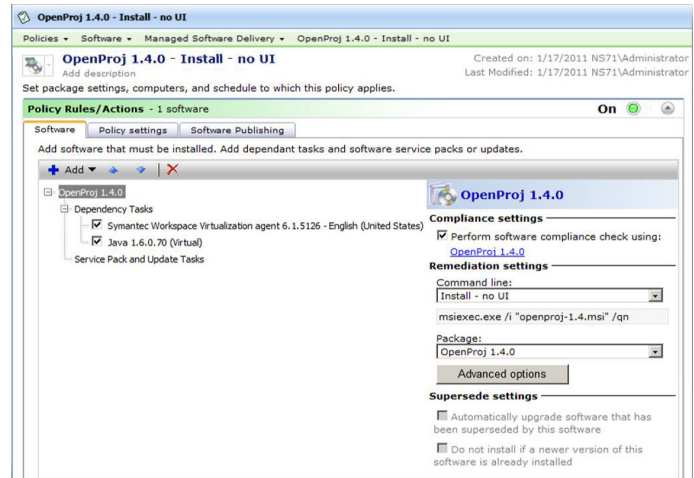 OpenProj 1.4.0 - Install - no UI
Policies Software Managed Software Delivery OpenProj 1.4.0 - Install - no UI
OpenProj 1.4.0 - Install - no UI
Created on: 1/17/2011 NS71\Administrator
Add description
Last Modified: 1/17/2011 NS71\Administrator
Set package settings, computers, and schedule to which this policy applies.
Policy Rules/Actions - 1 software
On
Software Policy settings Software Publishing
Add software that must be installed. Add dependant tasks and software service packs or updates.
Add
OpenProj 1.4.0
Dependency Tasks
Symantec Workspace Virtualization agent 6.1.5126 - English (United States)
Java 1.6.0.70 (Virtual)
Service Pack and Update Tasks
OpenProj 1.4.0
Compliance settings
Perform software compliance check using:
OpenProj 1.4.0
Remediation settings
Command line:
Install - no UI
msiexec.exe /i "openproj-1.4.msi" /qn
Package:
OpenProj 1.4.0
Advanced options
Supersede settings
Automatically upgrade software that has
been superseded by this software
Do not install if a newer version of this
software is already installed